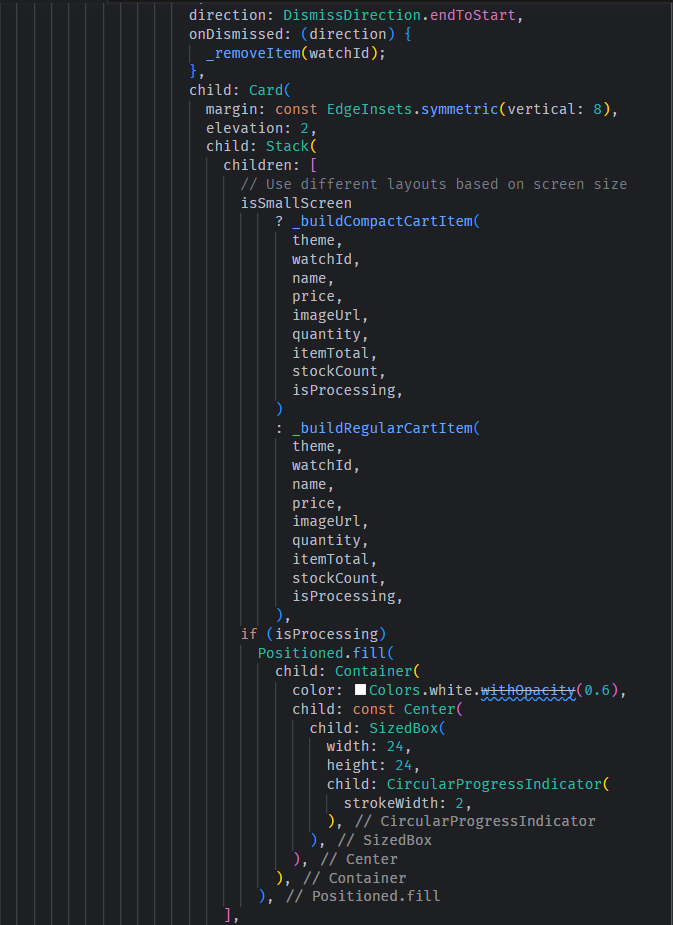 direction: DismissDirection.endToStart,
onDismissed: (direction) {
_removeItem(watchId);
},
child: Card(
margin: const EdgeInsets.symmetric(vertical: 8),
elevation: 2,
child: Stack(
children: [
// Use different layouts based on screen size
isSmallScreen
? _buildCompactCartItem(
theme,
watchId,
name,
price,
imageUrl,
quantity,
itemTotal,
stockCount,
isProcessing,
)
: _buildRegularCartItem(
theme,
watchId,
name,
price,
imageUrl,
quantity,
itemTotal,
stockCount,
isProcessing,
),
if (isProcessing)
Positioned.fill(
child: Container(
color: Colors.white.withOpacity(0.6),
child: const Center(
child: SizedBox(
width: 24,
height: 24,
child: CircularProgressIndicator(
strokeWidth: 2,
), // CircularProgressIndicator
), // SizedBox
), // Center
), // Container
), // Positioned.fill
],